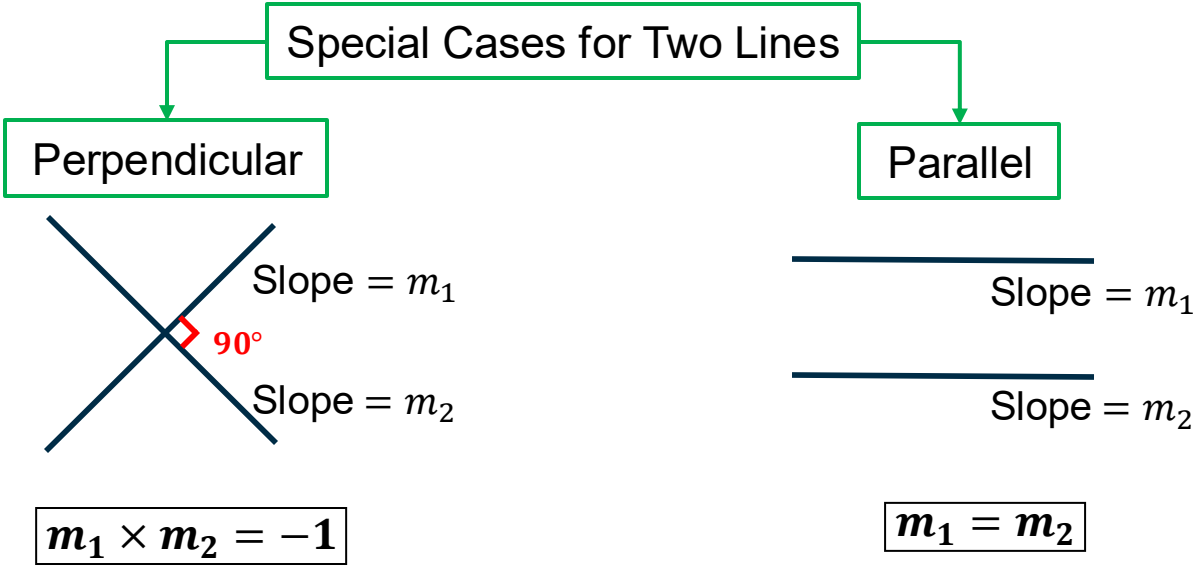 Special Cases for Two Lines
Perpendicular
Parallel
Slope = m₁
90°
Slope = m₂
m₁ × m₂ = −1
Slope = m₁
Slope = m₂
m₁ = m₂